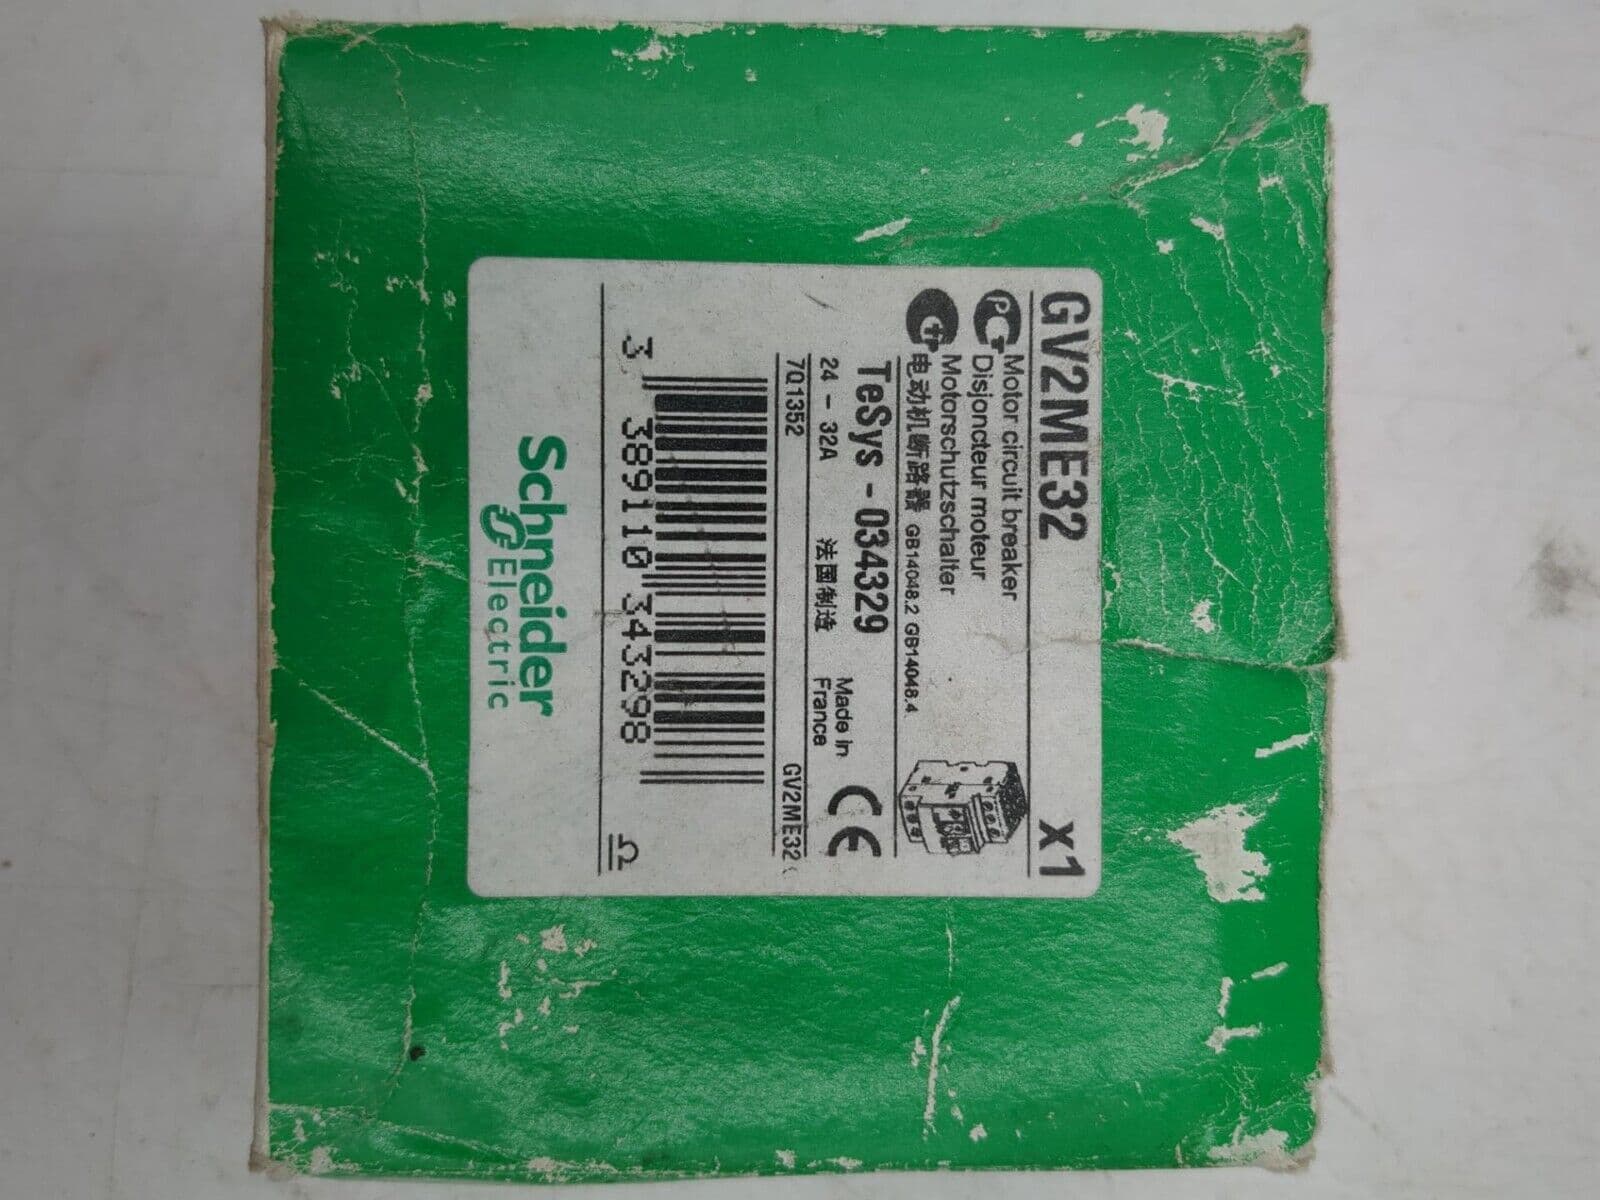 GV2ME32 x1
Motor circuit breaker
Disjoncteur moteur
Motorschutzschalter
电动机断路器 GB14048.2 GB14048.4
TeSys - 034329
24 - 32A 法国制造 Made in France
7Q1352 GV2ME32
3 389110 343298
Schneider
Electric